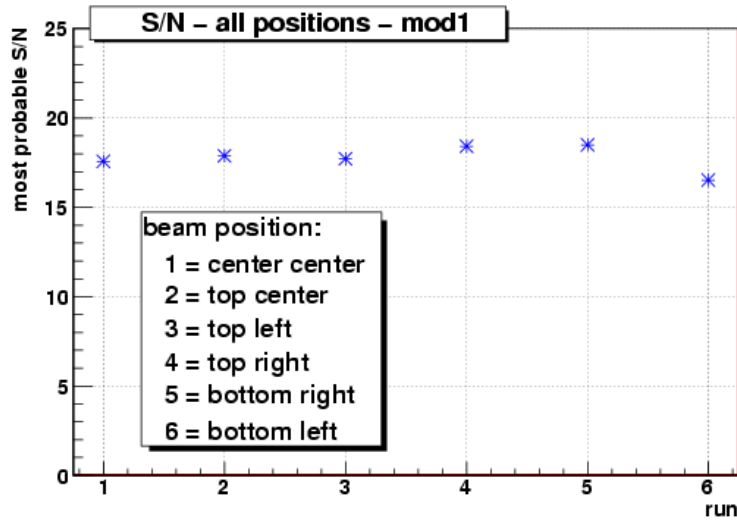 S/N – all positions – mod1
most probable S/N
25
20
15
10
5
0
beam position:
1 = center center
2 = top center
3 = top left
4 = top right
5 = bottom right
6 = bottom left
1 2 3 4 5 6
run